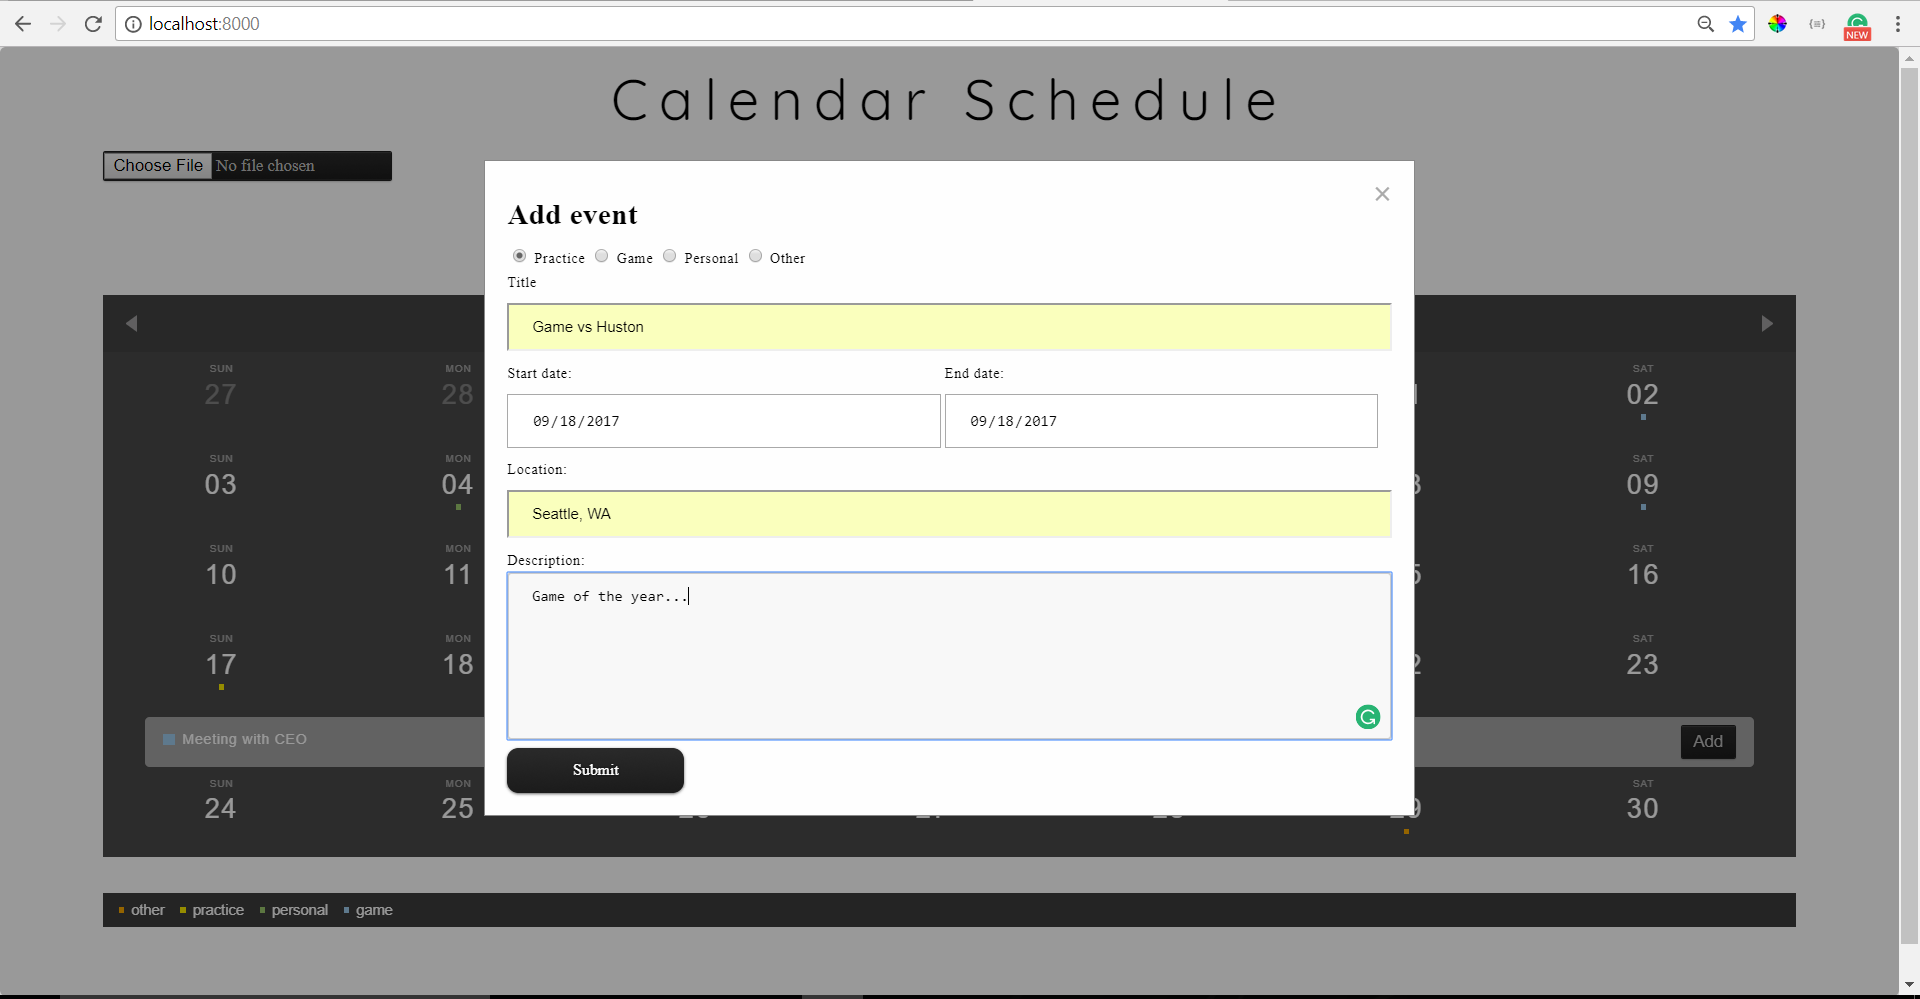 localhost:8000
NEW
Calendar Schedule
Choose File No file chosen
Add event
Practice Game Personal Other
Title
Game vs Huston
Start date: End date:
09/18/2017 09/18/2017
Location:
Seattle, WA
Description:
Game of the year...
Submit
SUN MON SAT
27 28 02
SUN MON SAT
03 04 09
SUN MON SAT
10 11 16
SUN MON SAT
17 18 23
Meeting with CEO Add
SUN MON SAT
24 25 30
other practice personal game